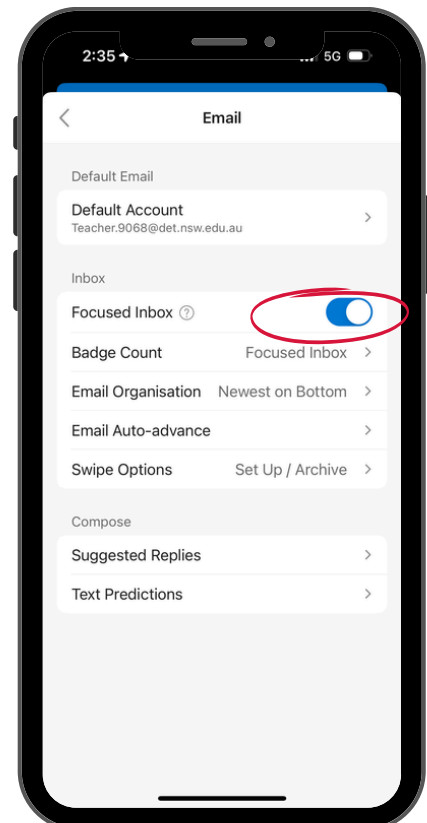 2:35 5G
Email
Default Email
Default Account
Teacher.9068@det.nsw.edu.au
Inbox
Focused Inbox ?
Badge Count Focused Inbox
Email Organisation Newest on Bottom
Email Auto-advance
Swipe Options Set Up / Archive
Compose
Suggested Replies
Text Predictions